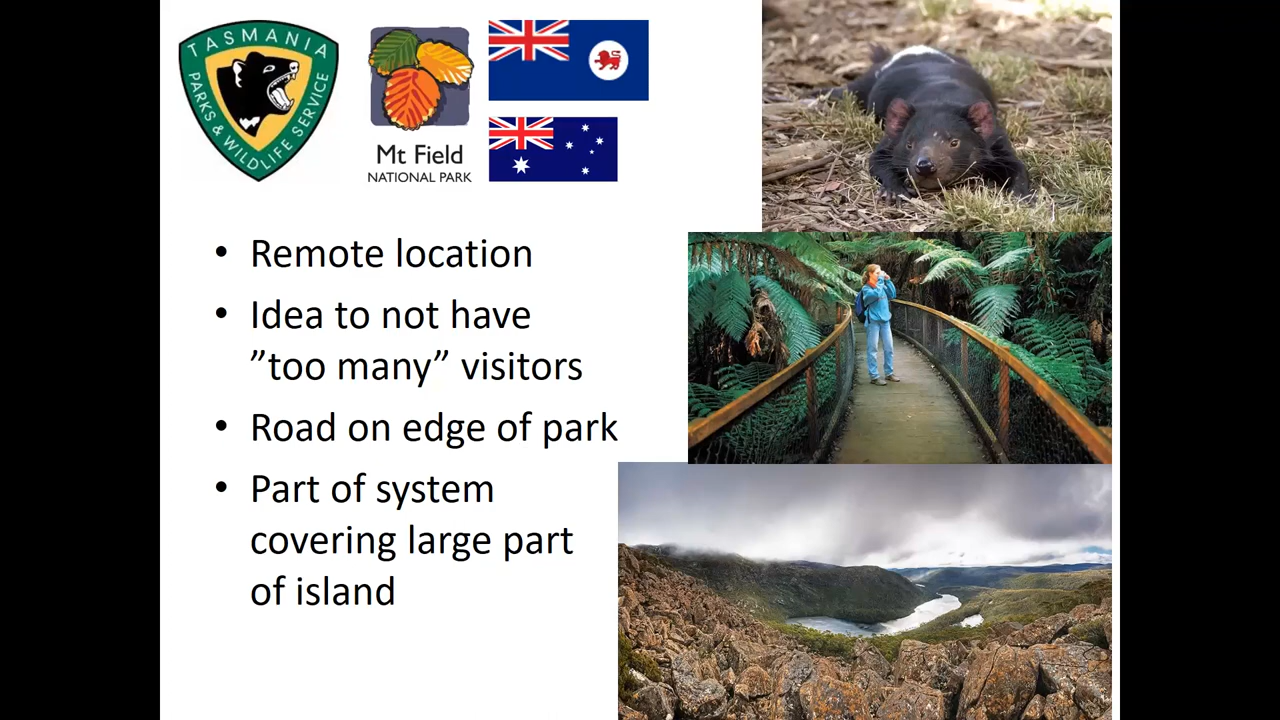 TASMANIA
PARKS & WILDLIFE SERVICE
Mt Field
NATIONAL PARK
• Remote location
• Idea to not have
”too many” visitors
• Road on edge of park
• Part of system
covering large part
of island